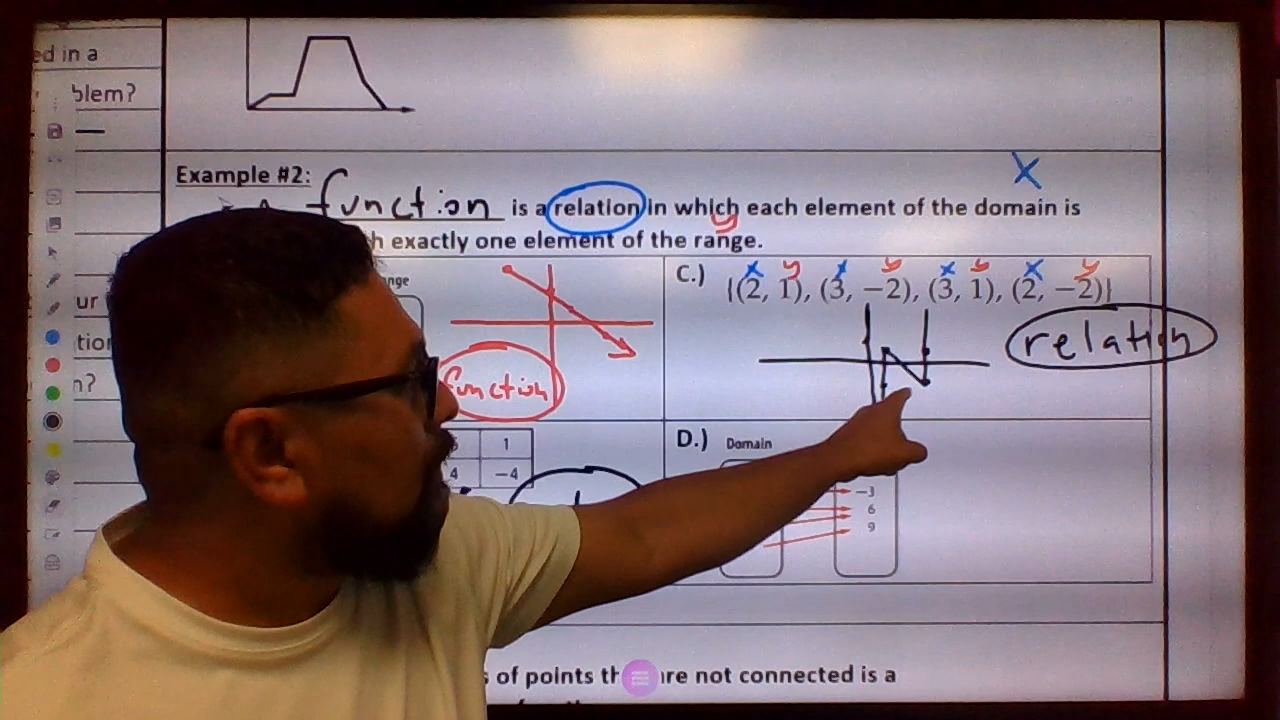 ed in a
blem?
Example #2:
function is a relation in which each element of the domain is
exactly one element of the range.
x
y
C.)
x y x y x y x y
{(2, 1), (3, −2), (3, 1), (2, −2)}
relation
function
n?
1
4 −4
D.) Domain
−3
6
9
of points are not connected is a